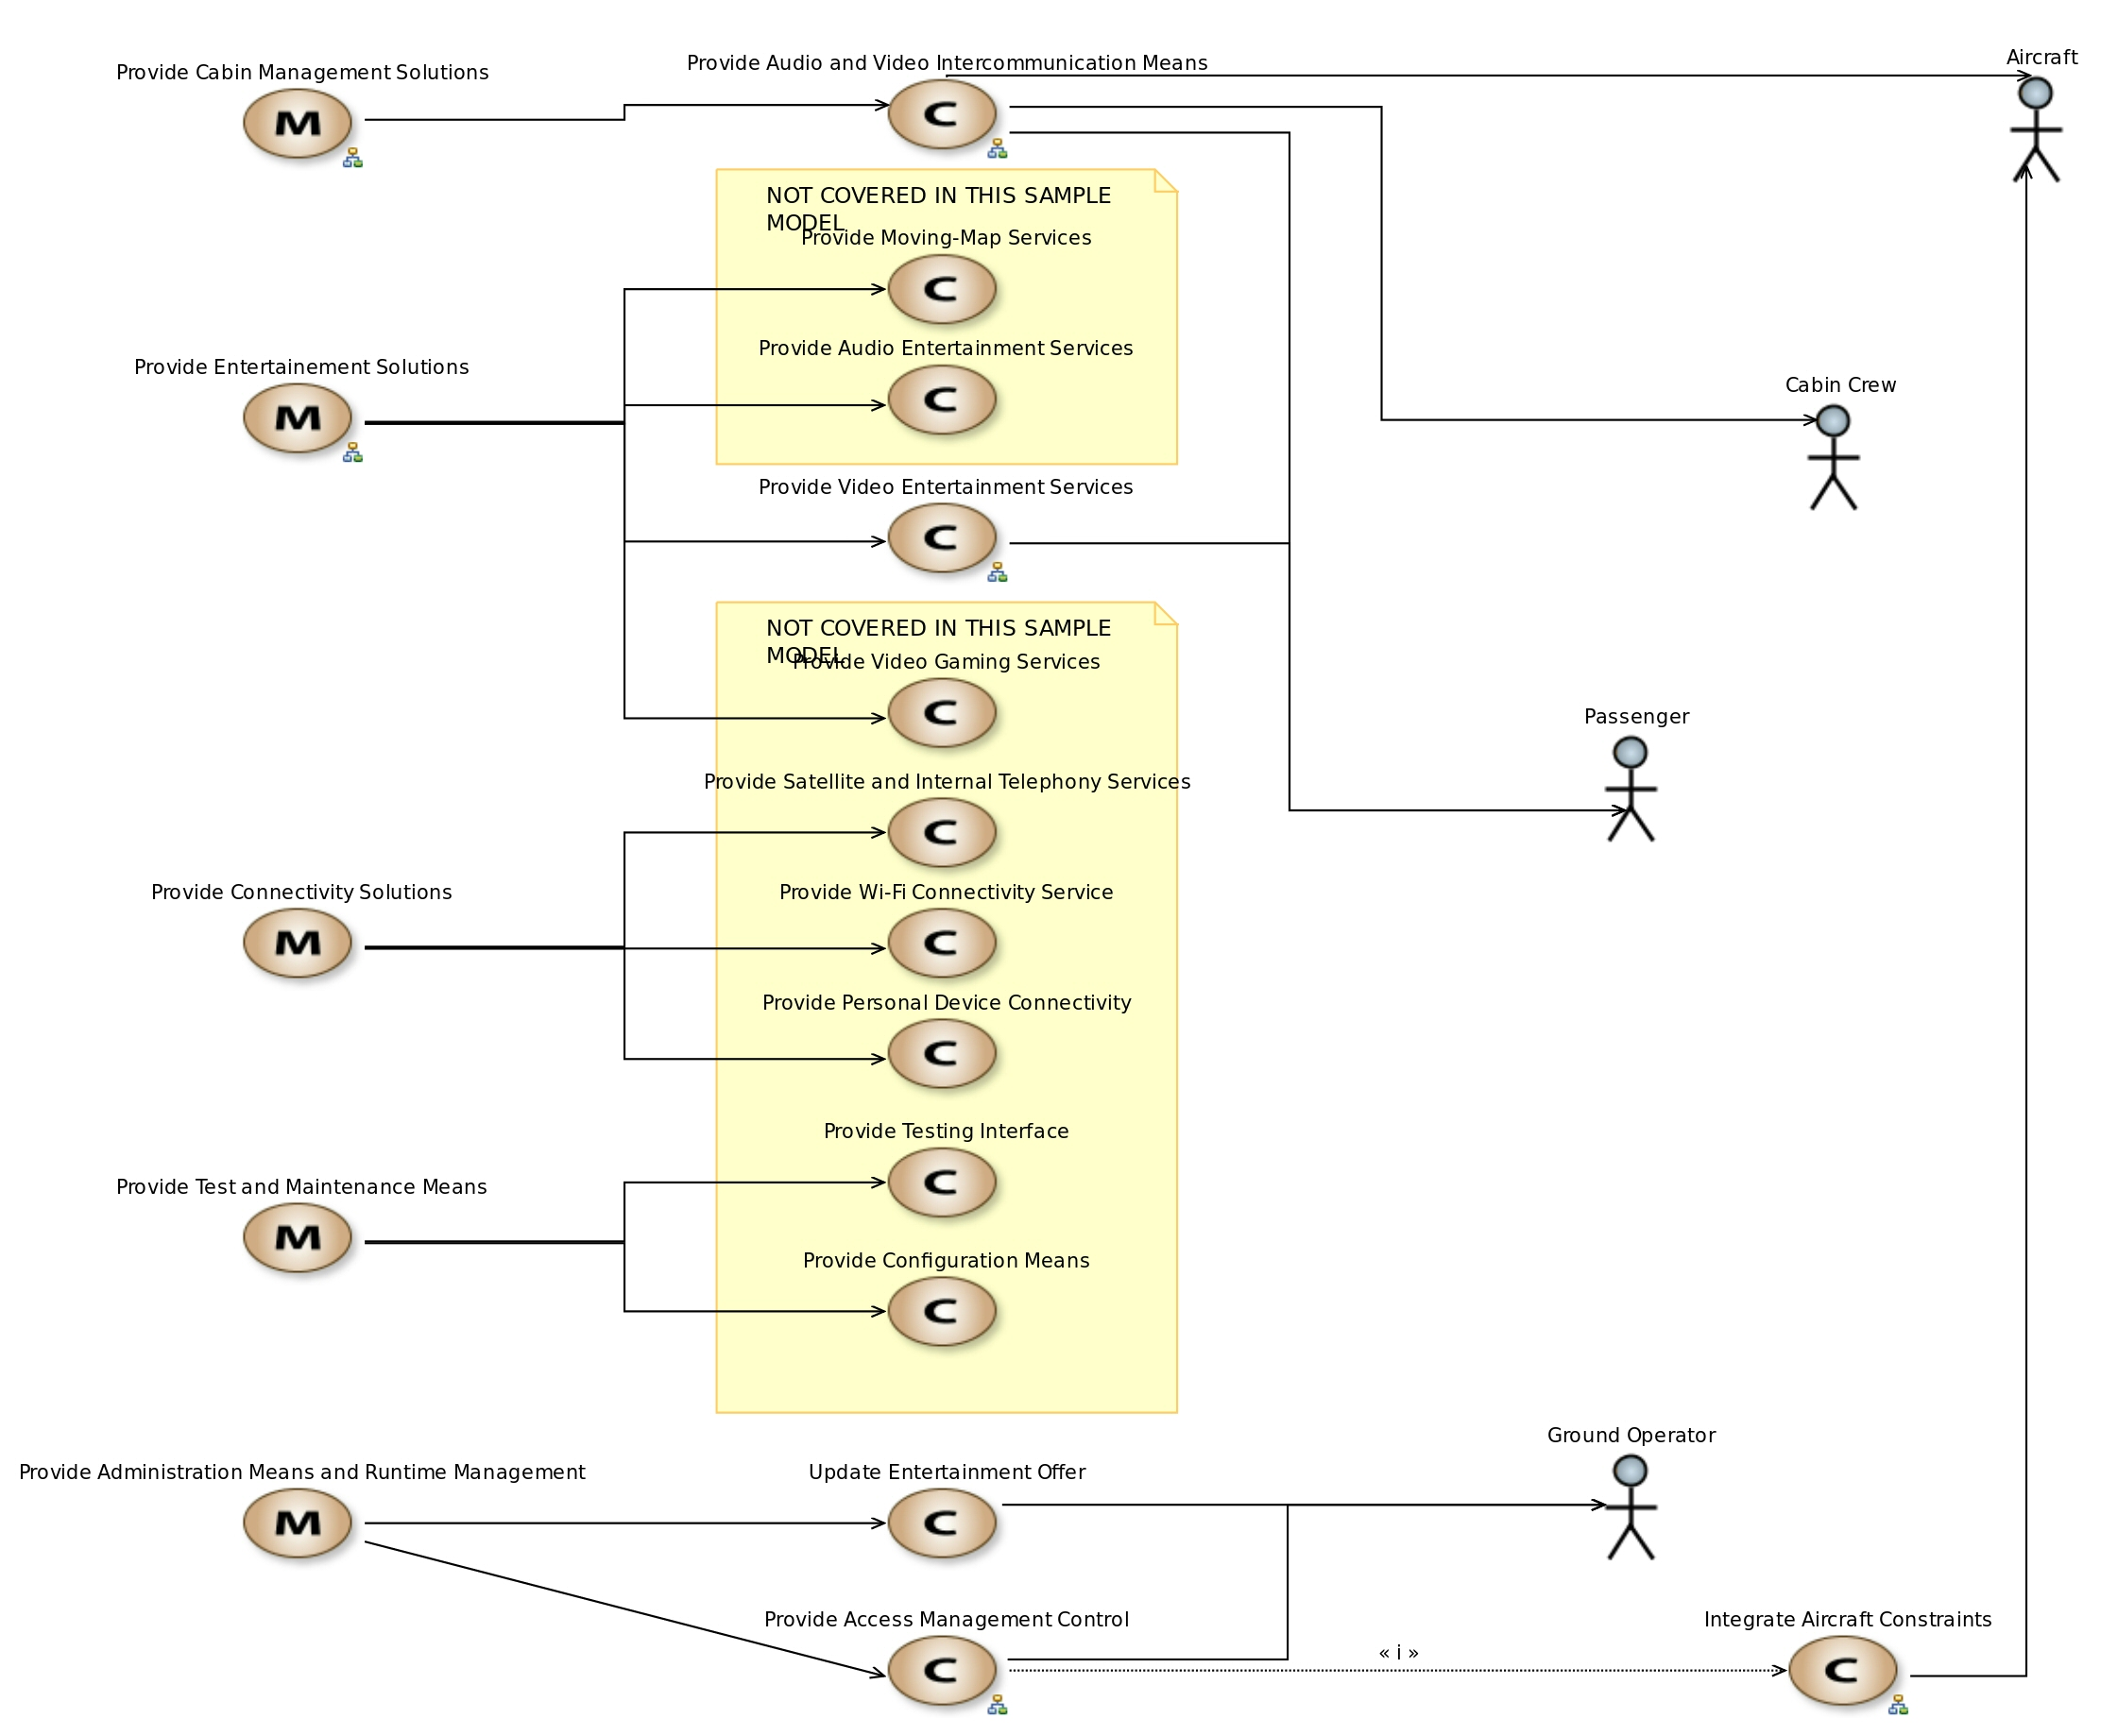 Provide Cabin Management Solutions
M
Provide Audio and Video Intercommunication Means
C
Aircraft
NOT COVERED IN THIS SAMPLE
MODEL
Provide Moving-Map Services
C
Provide Audio Entertainment Services
C
Provide Entertainement Solutions
M
Cabin Crew
Provide Video Entertainment Services
C
NOT COVERED IN THIS SAMPLE
MODEL
Provide Video Gaming Services
C
Passenger
Provide Satellite and Internal Telephony Services
C
Provide Connectivity Solutions
M
Provide Wi-Fi Connectivity Service
C
Provide Personal Device Connectivity
C
Provide Test and Maintenance Means
M
Provide Testing Interface
C
Provide Configuration Means
C
Ground Operator
Provide Administration Means and Runtime Management
M
Update Entertainment Offer
C
Provide Access Management Control
C
« i »
Integrate Aircraft Constraints
C